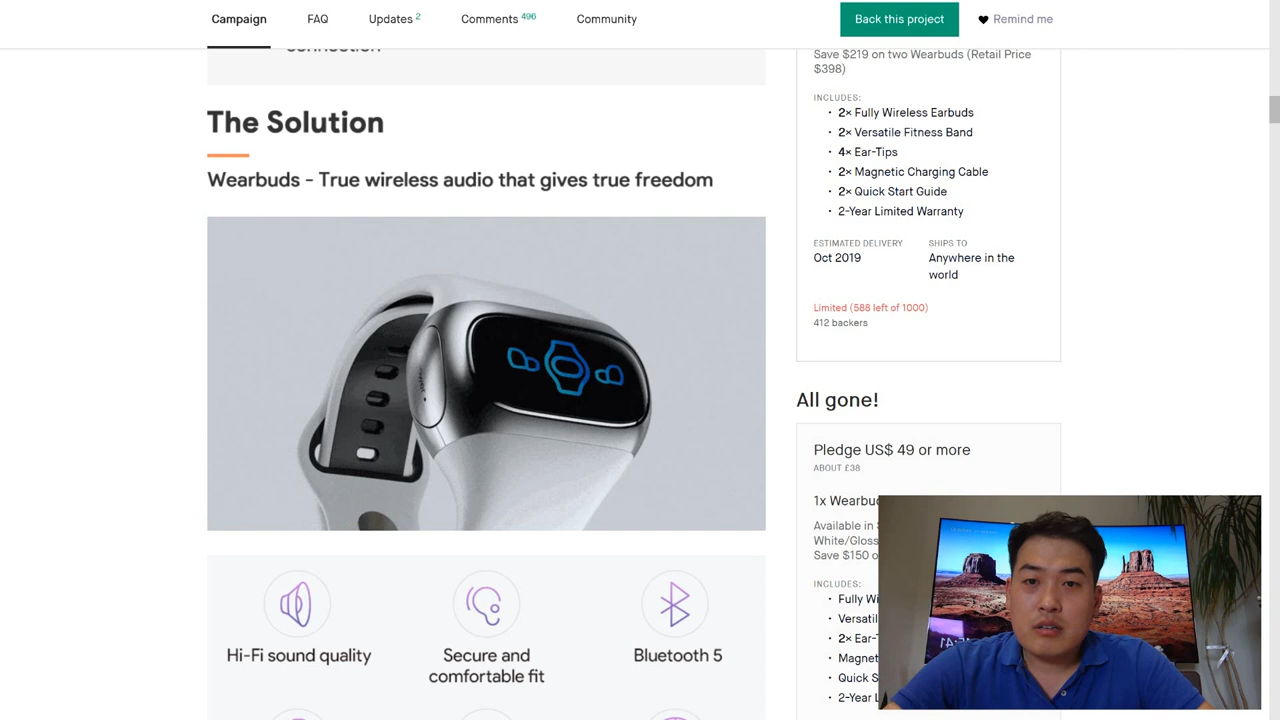 Campaign
FAQ
Updates 2
Comments 496
Community
Back this project
Remind me
connection
The Solution
Wearbuds - True wireless audio that gives true freedom
Hi-Fi sound quality
Secure and
comfortable fit
Bluetooth 5
Save $219 on two Wearbuds (Retail Price
$398)
INCLUDES:
• 2× Fully Wireless Earbuds
• 2× Versatile Fitness Band
• 4× Ear-Tips
• 2× Magnetic Charging Cable
• 2× Quick Start Guide
• 2-Year Limited Warranty
ESTIMATED DELIVERY
Oct 2019
SHIPS TO
Anywhere in the
world
Limited (588 left of 1000)
412 backers
All gone!
Pledge US$ 49 or more
ABOUT £38
1x Wearbu
Available in
White/Gloss
Save $150 o
INCLUDES:
• Fully Wi
• Versatil
• 2× Ear-T
• Magnet
• Quick S
• 2-Year L